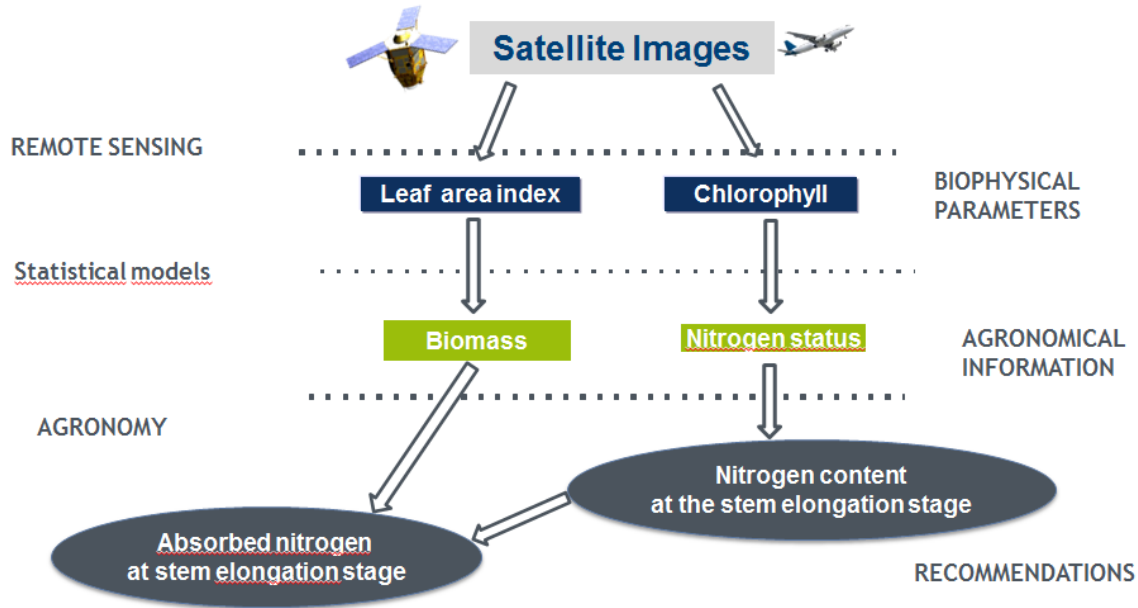 Satellite Images
REMOTE SENSING
Leaf area index
Chlorophyll
BIOPHYSICAL
PARAMETERS
Statistical models
Biomass
Nitrogen status
AGRONOMICAL
INFORMATION
AGRONOMY
Nitrogen content
at the stem elongation stage
Absorbed nitrogen
at stem elongation stage
RECOMMENDATIONS